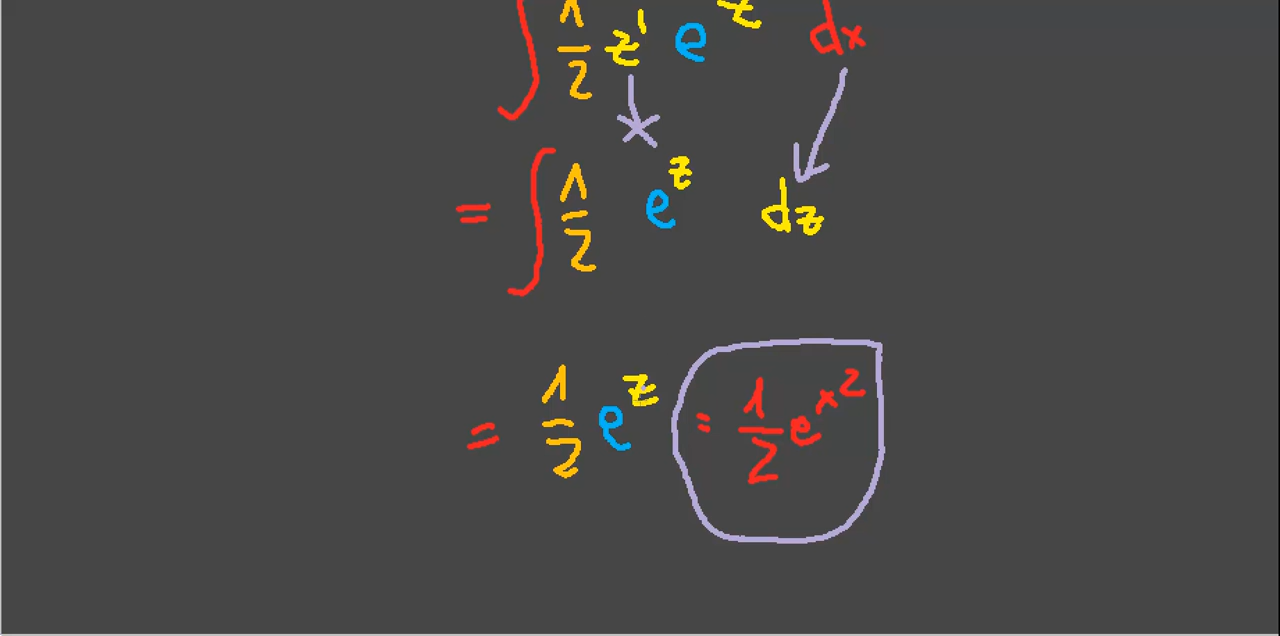 ∫ 1/2 z' e^z dx
= ∫ 1/2 e^z dz
= 1/2 e^z = 1/2 e^x^2